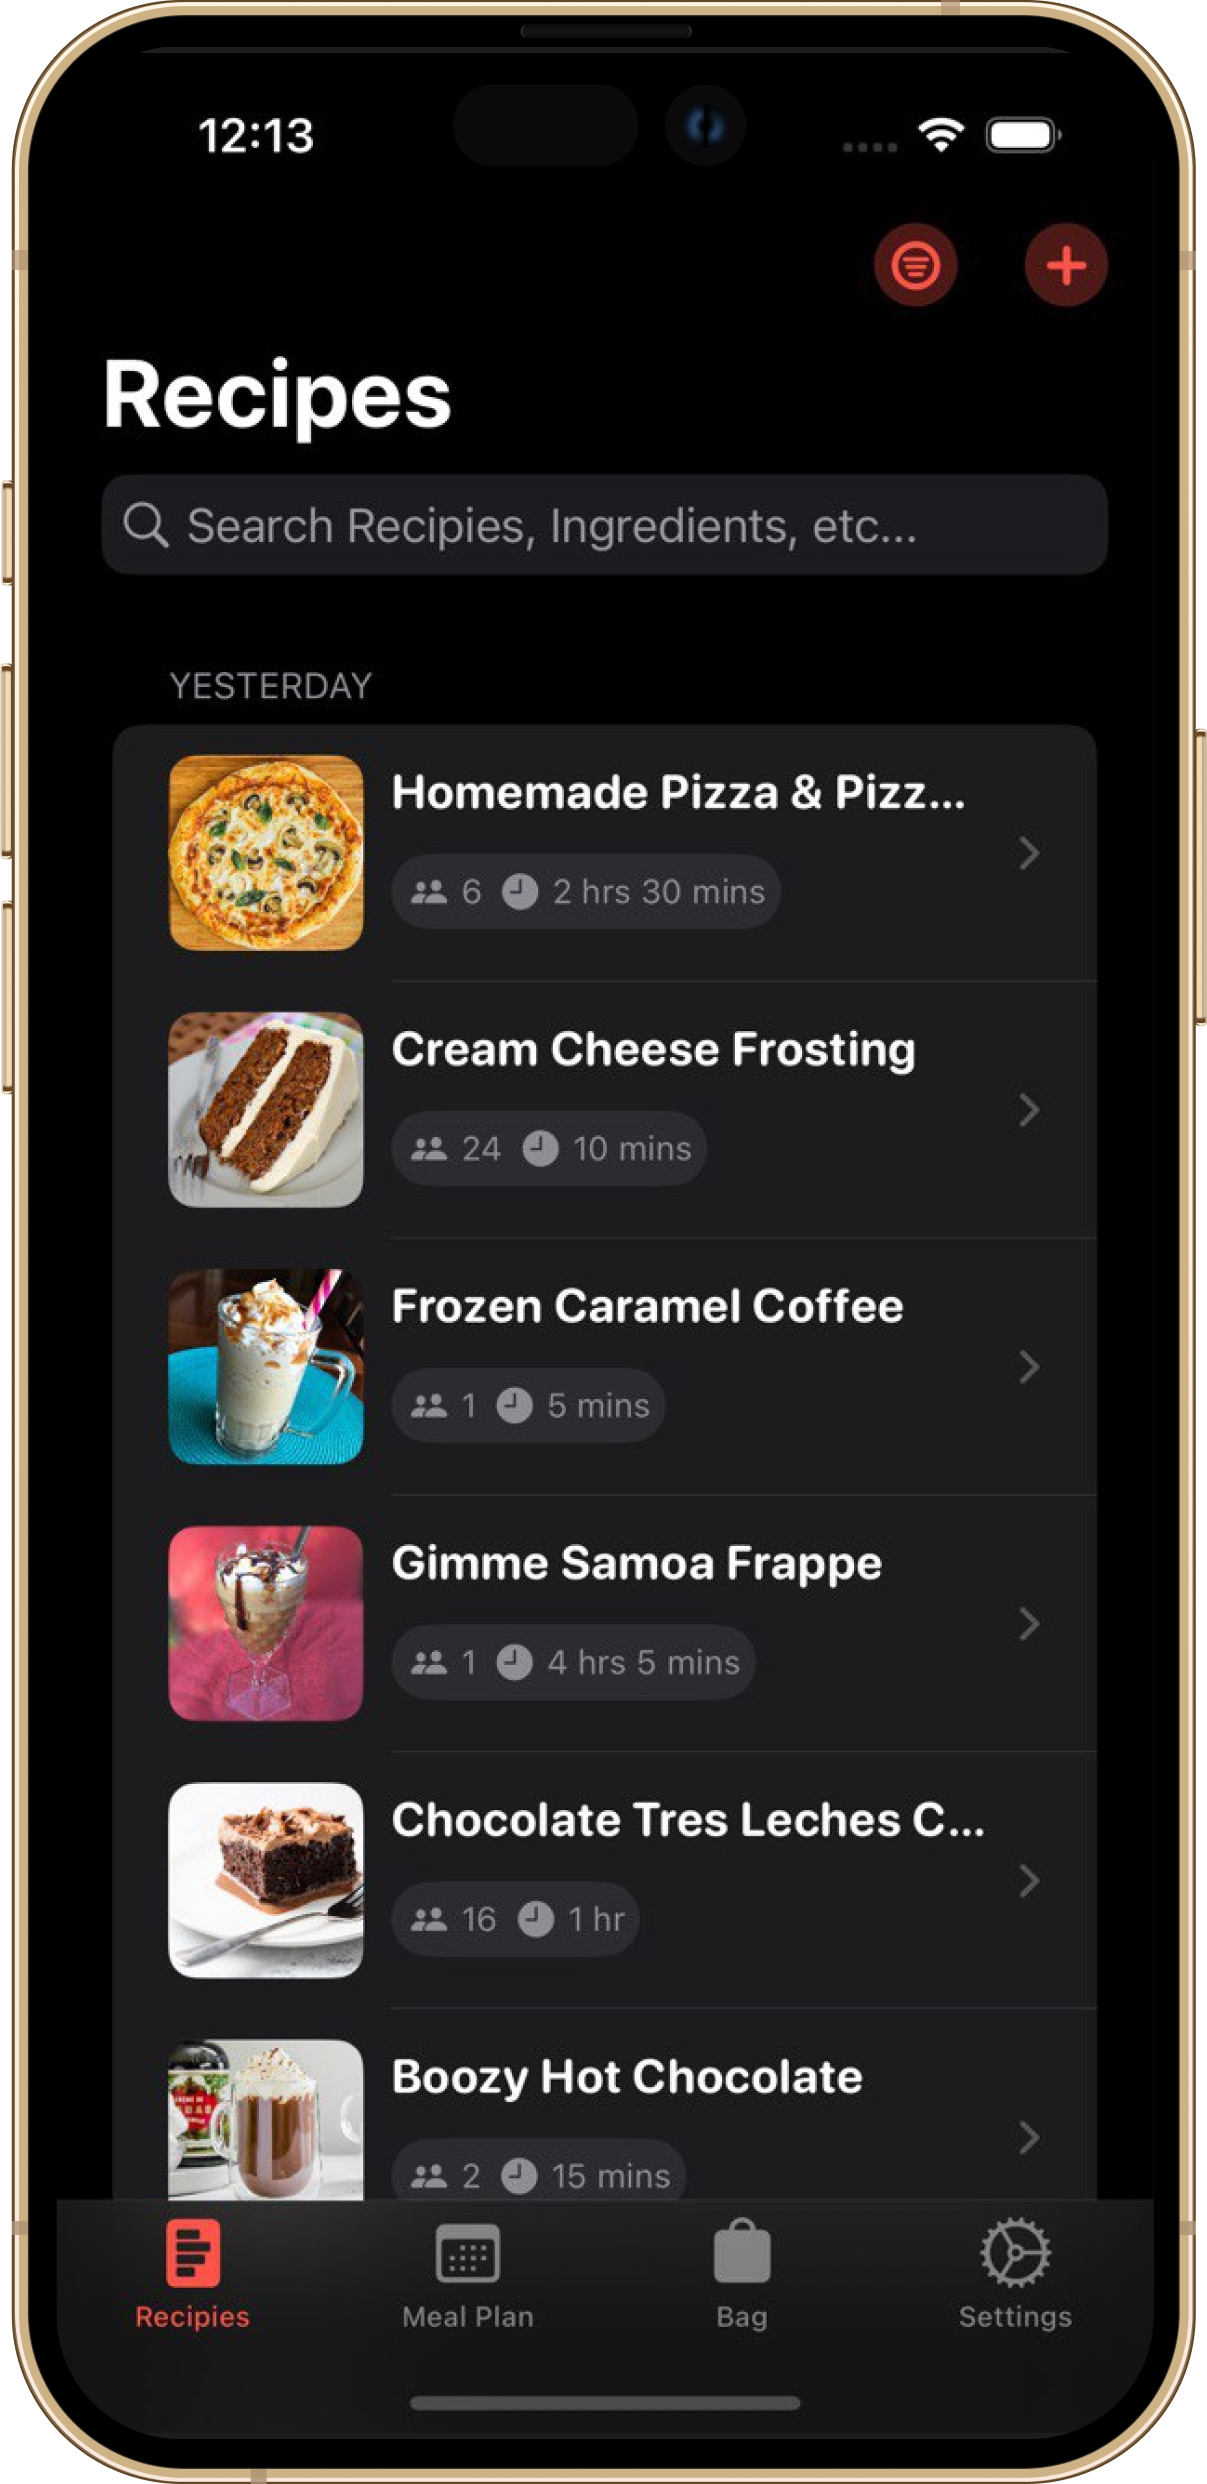 12:13
Recipes
Search Recipies, Ingredients, etc...
YESTERDAY
Homemade Pizza & Pizz...
6 2 hrs 30 mins
Cream Cheese Frosting
24 10 mins
Frozen Caramel Coffee
1 5 mins
Gimme Samoa Frappe
1 4 hrs 5 mins
Chocolate Tres Leches C...
16 1 hr
Boozy Hot Chocolate
2 15 mins
Recipies Meal Plan Bag Settings